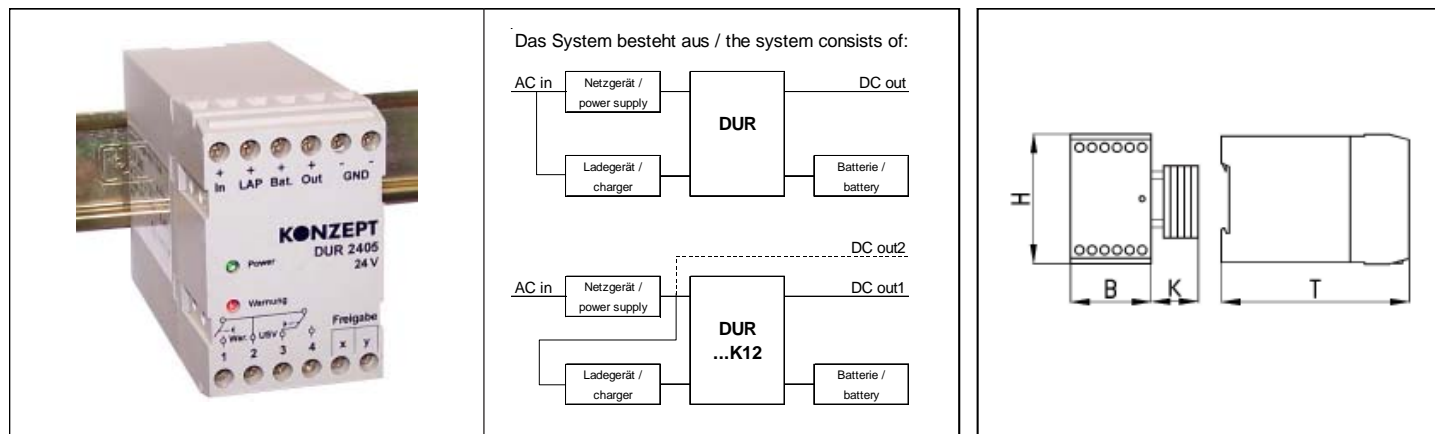 + + + + - -
In LAP Bat. Out GND
KONZEPT
DUR 2405
24 V
Power
Warnung
War. USV
Freigabe
1 2 3 4 x y
Das System besteht aus / the system consists of:
AC in
Netzgerät /
power supply
DUR
DC out
Ladegerät /
charger
Batterie /
battery
DC out2
AC in
Netzgerät /
power supply
DUR
...K12
DC out1
Ladegerät /
charger
Batterie /
battery
H
B
K
T